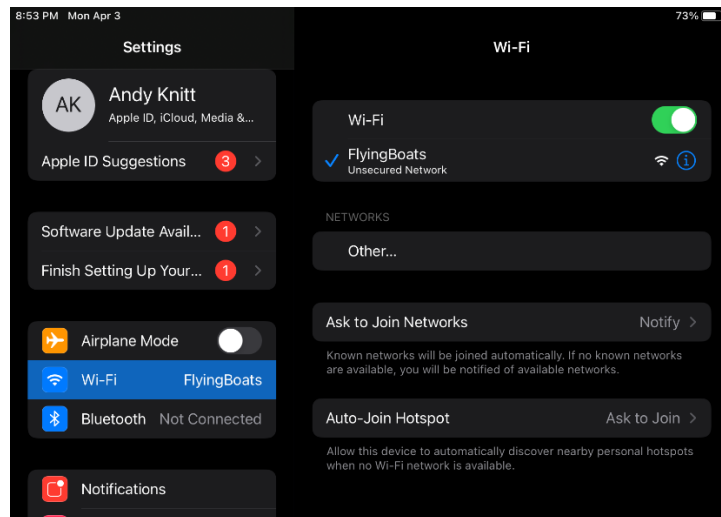 8:53 PM Mon Apr 3
73%
Settings
AK
Andy Knitt
Apple ID, iCloud, Media &...
Apple ID Suggestions 3
Software Update Avail... 1
Finish Setting Up Your... 1
Airplane Mode
Wi-Fi FlyingBoats
Bluetooth Not Connected
Notifications
Wi-Fi
Wi-Fi
FlyingBoats
Unsecured Network
NETWORKS
Other...
Ask to Join Networks Notify
Known networks will be joined automatically. If no known networks
are available, you will be notified of available networks.
Auto-Join Hotspot Ask to Join
Allow this device to automatically discover nearby personal hotspots
when no Wi-Fi network is available.